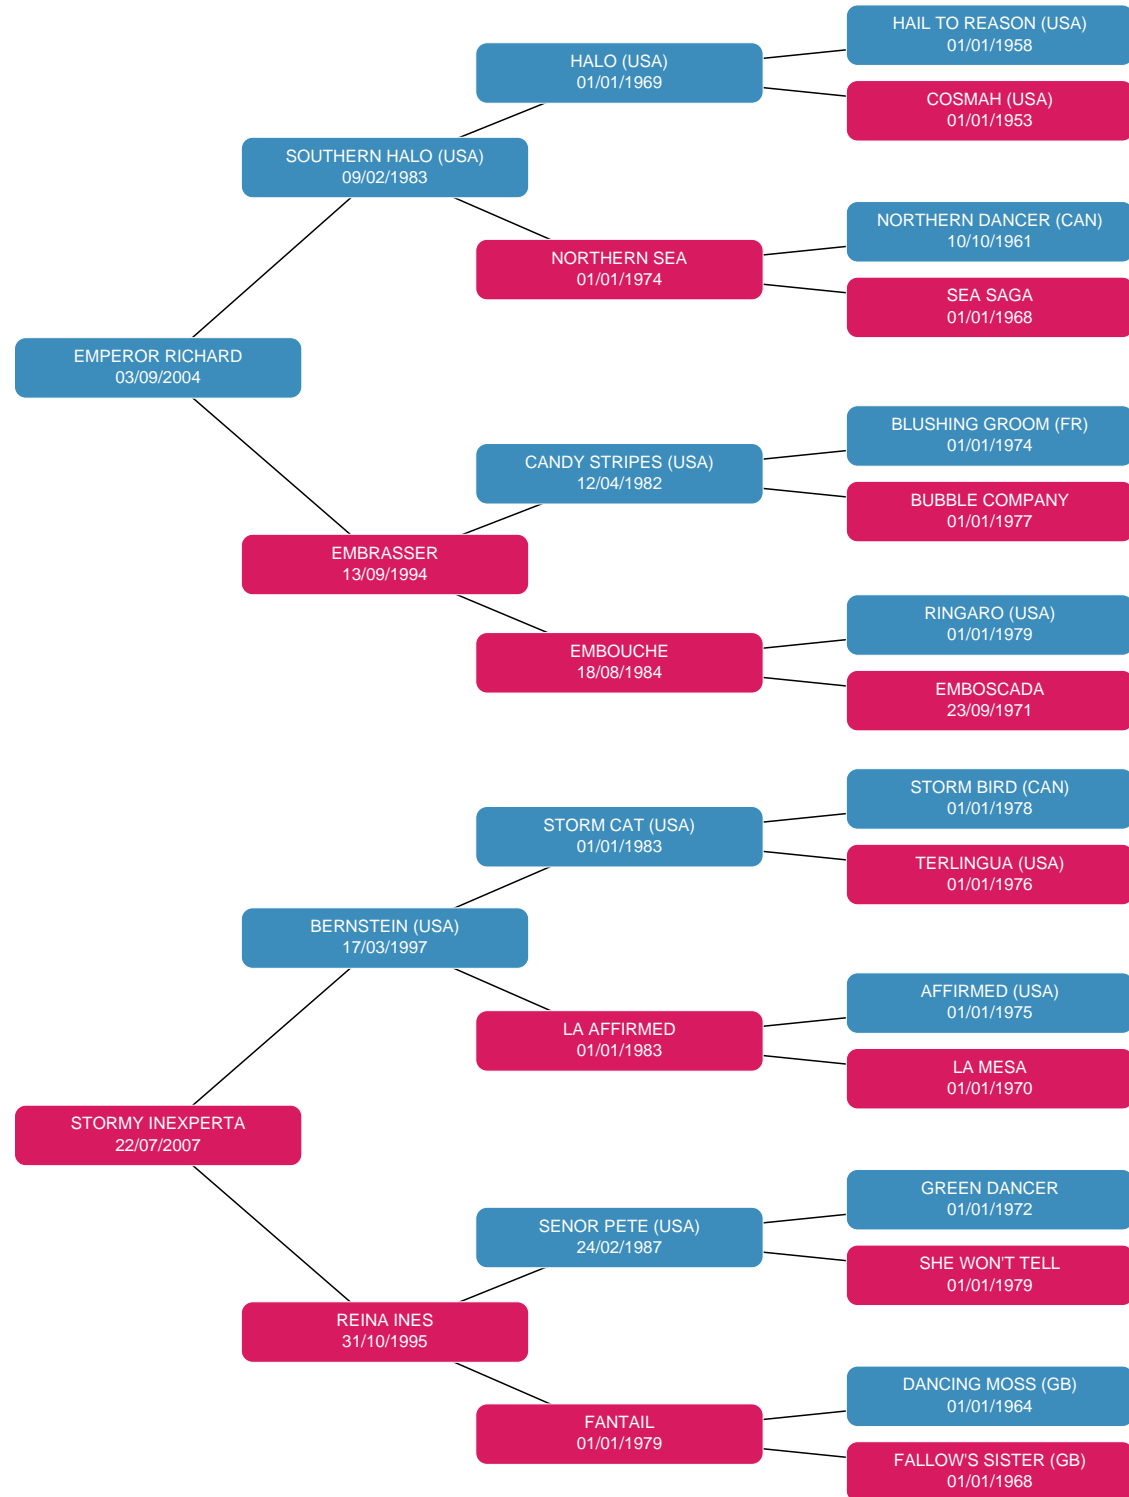 HAIL TO REASON (USA)
01/01/1958
HALO (USA)
01/01/1969
COSMAH (USA)
01/01/1953
SOUTHERN HALO (USA)
09/02/1983
NORTHERN DANCER (CAN)
10/10/1961
NORTHERN SEA
01/01/1974
SEA SAGA
01/01/1968
EMPEROR RICHARD
03/09/2004
BLUSHING GROOM (FR)
01/01/1974
CANDY STRIPES (USA)
12/04/1982
BUBBLE COMPANY
01/01/1977
EMBRASSER
13/09/1994
RINGARO (USA)
01/01/1979
EMBOUCHE
18/08/1984
EMBOSCADA
23/09/1971
STORM BIRD (CAN)
01/01/1978
STORM CAT (USA)
01/01/1983
TERLINGUA (USA)
01/01/1976
BERNSTEIN (USA)
17/03/1997
AFFIRMED (USA)
01/01/1975
LA AFFIRMED
01/01/1983
LA MESA
01/01/1970
STORMY INEXPERTA
22/07/2007
GREEN DANCER
01/01/1972
SENOR PETE (USA)
24/02/1987
SHE WON'T TELL
01/01/1979
REINA INES
31/10/1995
DANCING MOSS (GB)
01/01/1964
FANTAIL
01/01/1979
FALLOW'S SISTER (GB)
01/01/1968